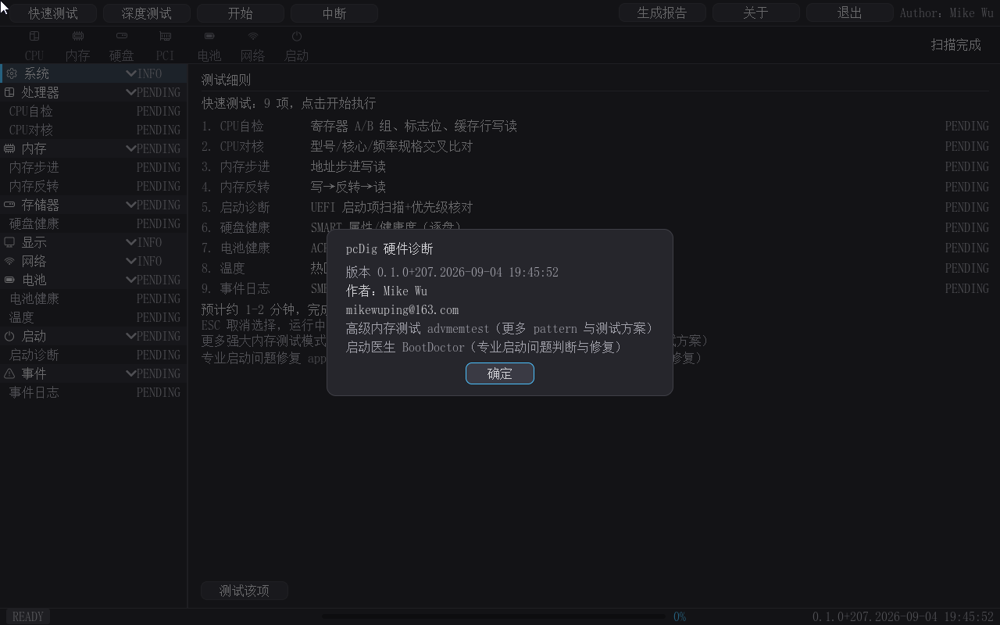 快速测试 深度测试 开始 中断 生成报告 关于 退出 Author: Mike Wu
CPU 内存 硬盘 PCI 电池 网络 启动 扫描完成
系统 INFO
处理器 PENDING
CPU自检 PENDING
CPU对核 PENDING
内存 PENDING
内存步进 PENDING
内存反转 PENDING
存储器 PENDING
硬盘健康 PENDING
显示 INFO
网络 INFO
电池 PENDING
电池健康 PENDING
温度 PENDING
启动 PENDING
启动诊断 PENDING
事件 PENDING
事件日志 PENDING
测试细则
快速测试：9 项，点击开始执行
1. CPU自检 寄存器 A/B 组、标志位、缓存行写读 PENDING
2. CPU对核 型号/核心/频率规格交叉比对 PENDING
3. 内存步进 地址步进写读 PENDING
4. 内存反转 写→反转→读 PENDING
5. 启动诊断 UEFI 启动项扫描+优先级核对 PENDING
6. 硬盘健康 SMART 属性/健康度（逐盘） PENDING
7. 电池健康 PENDING
8. 温度 PENDING
9. 事件日志 PENDING
预计约 1-2 分钟，完成
ESC 取消选择，运行中
更多强大内存测试模式 试方案）
专业启动问题修复 app 修复）
pcDig 硬件诊断
版本 0.1.0+207.2026-09-04 19:45:52
作者：Mike Wu
mikewuping@163.com
高级内存测试 advmemtest（更多 pattern 与测试方案）
启动医生 BootDoctor（专业启动问题判断与修复）
确定
测试该项
READY 0% 0.1.0+207.2026-09-04 19:45:52